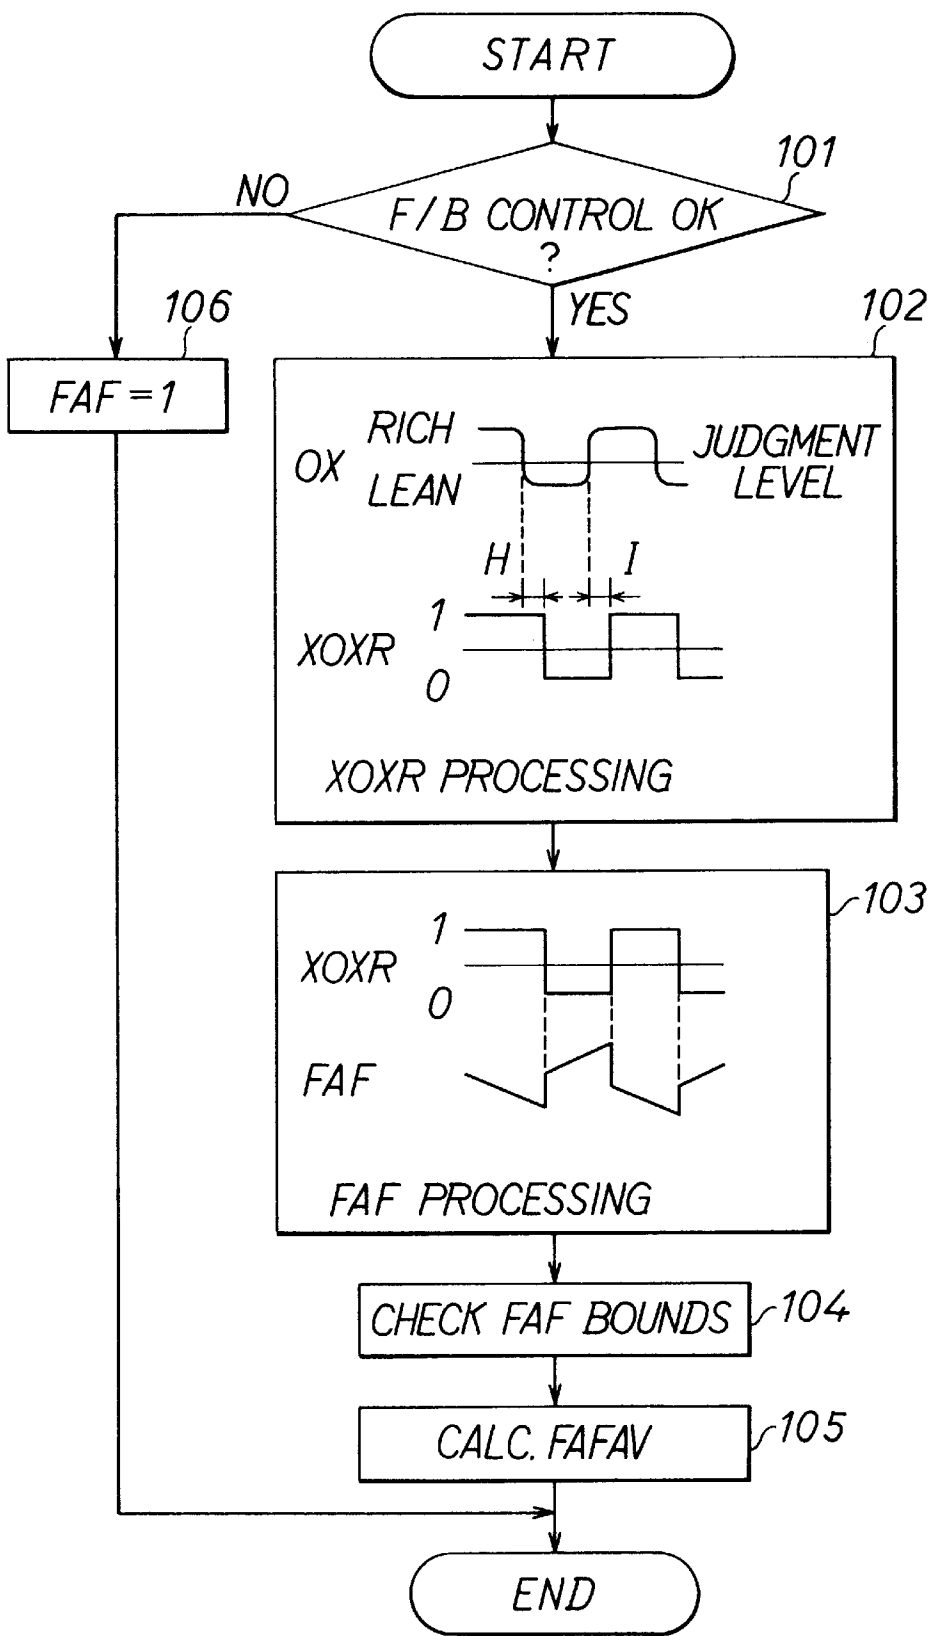 START
101
NO
F/B CONTROL OK
?
YES
106
102
FAF=1
RICH
OX
LEAN
JUDGMENT
LEVEL
H
I
1
XOXR
0
XOXR PROCESSING
103
1
XOXR
0
FAF
FAF PROCESSING
CHECK FAF BOUNDS
104
CALC. FAFAV
105
END